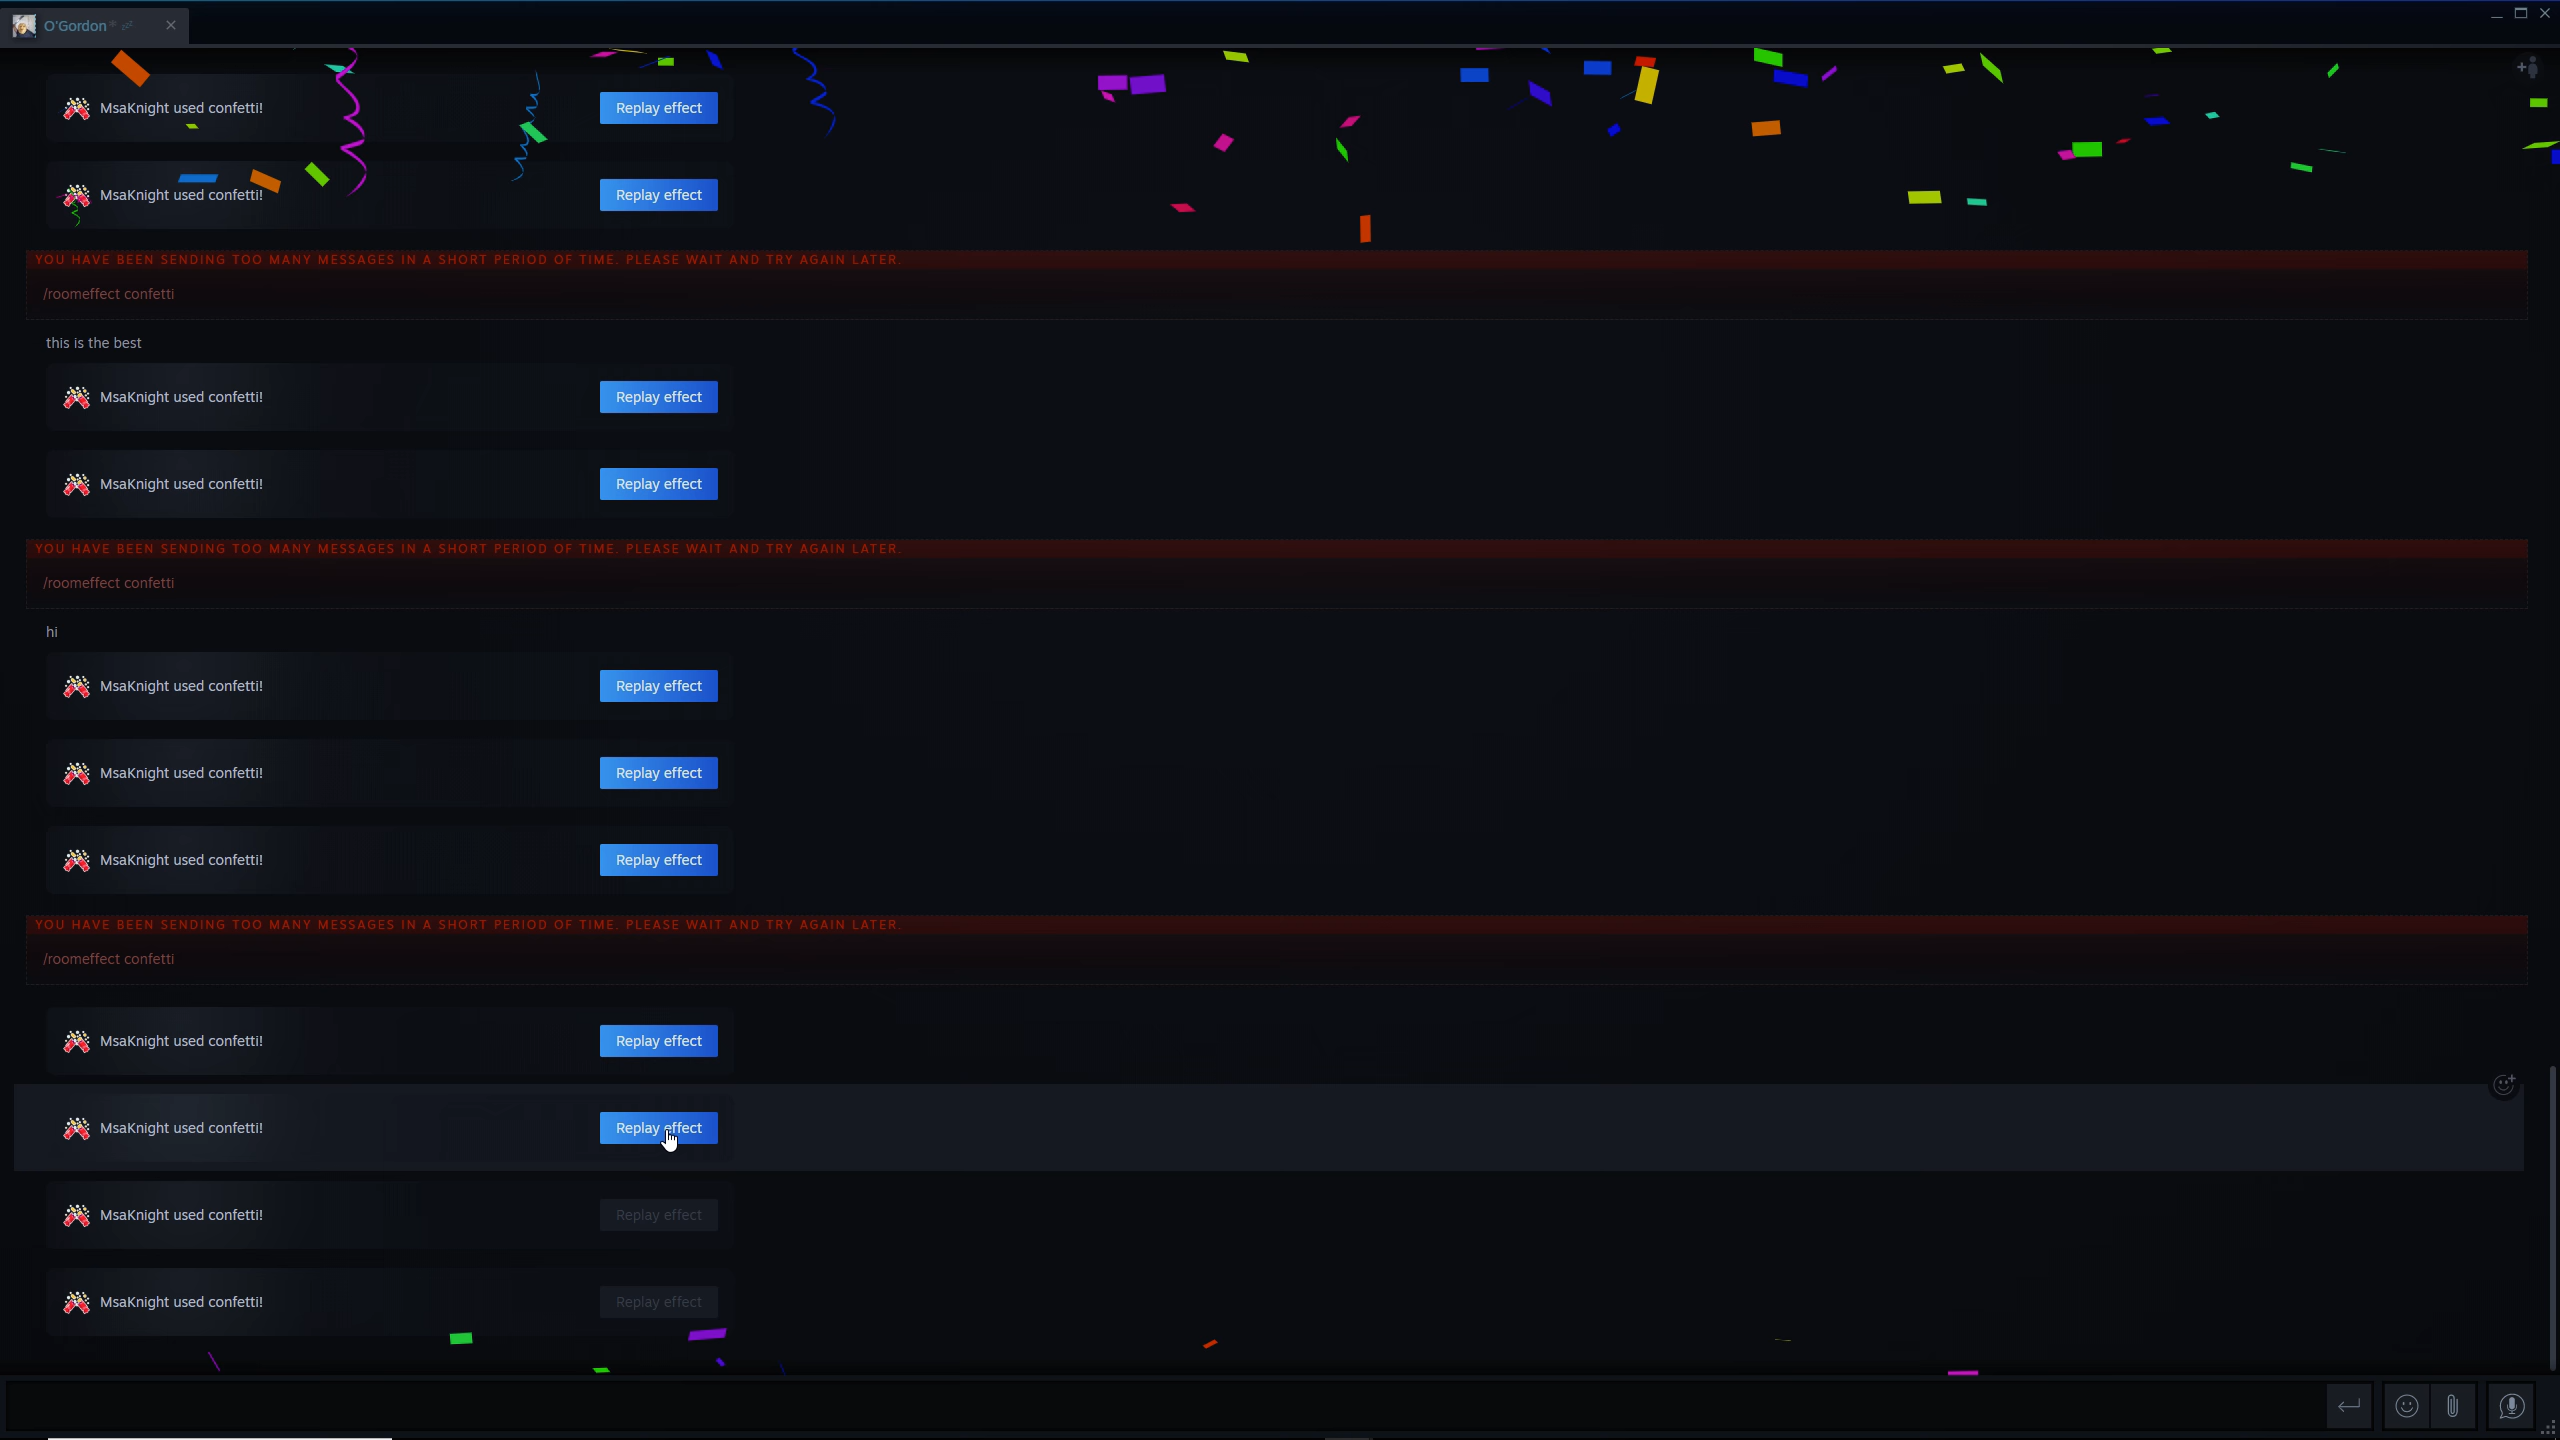 O'Gordon * zz
MsaKnight used confetti! Replay effect
MsaKnight used confetti! Replay effect
YOU HAVE BEEN SENDING TOO MANY MESSAGES IN A SHORT PERIOD OF TIME. PLEASE WAIT AND TRY AGAIN LATER.
/roomeffect confetti
this is the best
MsaKnight used confetti! Replay effect
MsaKnight used confetti! Replay effect
YOU HAVE BEEN SENDING TOO MANY MESSAGES IN A SHORT PERIOD OF TIME. PLEASE WAIT AND TRY AGAIN LATER.
/roomeffect confetti
hi
MsaKnight used confetti! Replay effect
MsaKnight used confetti! Replay effect
MsaKnight used confetti! Replay effect
YOU HAVE BEEN SENDING TOO MANY MESSAGES IN A SHORT PERIOD OF TIME. PLEASE WAIT AND TRY AGAIN LATER.
/roomeffect confetti
MsaKnight used confetti! Replay effect
MsaKnight used confetti! Replay effect
MsaKnight used confetti! Replay effect
MsaKnight used confetti! Replay effect